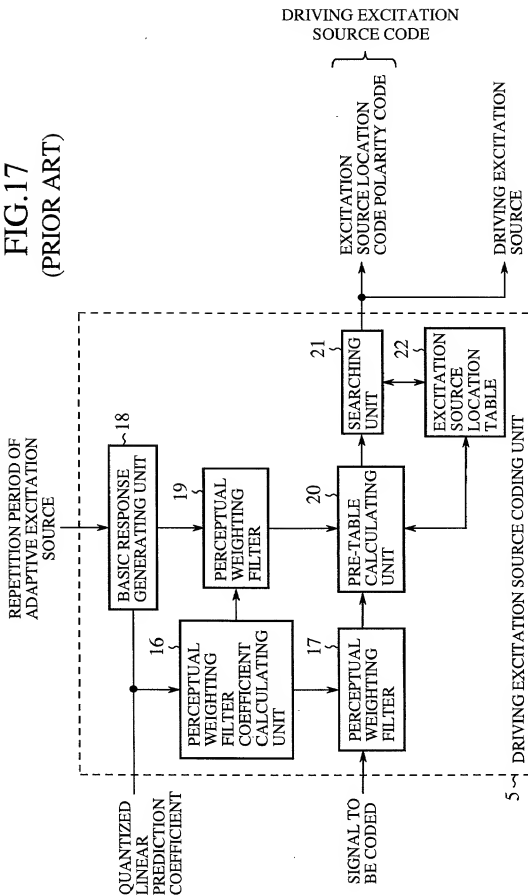 FIG.17
(PRIOR ART)
REPETITION PERIOD OF
ADAPTIVE EXCITATION
SOURCE
QUANTIZED
LINEAR
PREDICTION
COEFFICIENT
18
BASIC RESPONSE
GENERATING UNIT
16
PERCEPTUAL
WEIGHTING
FILTER
COEFFICIENT
CALCULATING
UNIT
19
PERCEPTUAL
WEIGHTING
FILTER
SIGNAL TO
BE CODED
17
PERCEPTUAL
WEIGHTING
FILTER
20
PRE-TABLE
CALCULATING
UNIT
21
SEARCHING
UNIT
22
EXCITATION
SOURCE
LOCATION
TABLE
5 DRIVING EXCITATION SOURCE CODING UNIT
EXCITATION
SOURCE LOCATION
CODE POLARITY CODE
DRIVING EXCITATION
SOURCE CODE
DRIVING EXCITATION
SOURCE